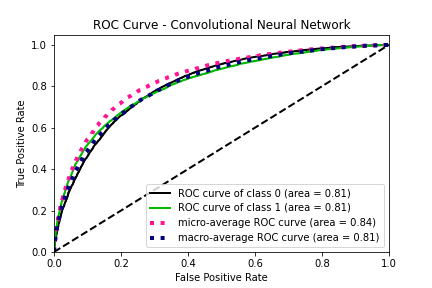 ROC Curve - Convolutional Neural Network
1.0
0.8
0.6
0.4
0.2
0.0
True Positive Rate
ROC curve of class 0 (area = 0.81)
ROC curve of class 1 (area = 0.81)
micro-average ROC curve (area = 0.84)
macro-average ROC curve (area = 0.81)
0.0 0.2 0.4 0.6 0.8 1.0
False Positive Rate